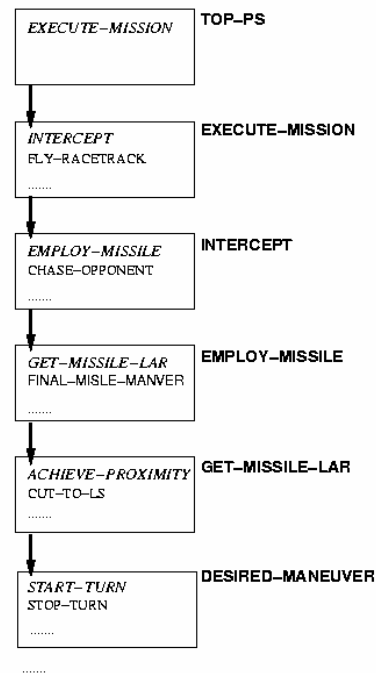 EXECUTE–MISSION
TOP–PS
INTERCEPT
FLY–RACETRACK
.......
EXECUTE–MISSION
EMPLOY–MISSILE
CHASE–OPPONENT
.......
INTERCEPT
GET–MISSILE–LAR
FINAL–MISLE–MANVER
.......
EMPLOY–MISSILE
ACHIEVE–PROXIMITY
CUT–TO–LS
.......
GET–MISSILE–LAR
START–TURN
STOP–TURN
.......
DESIRED–MANEUVER
.......